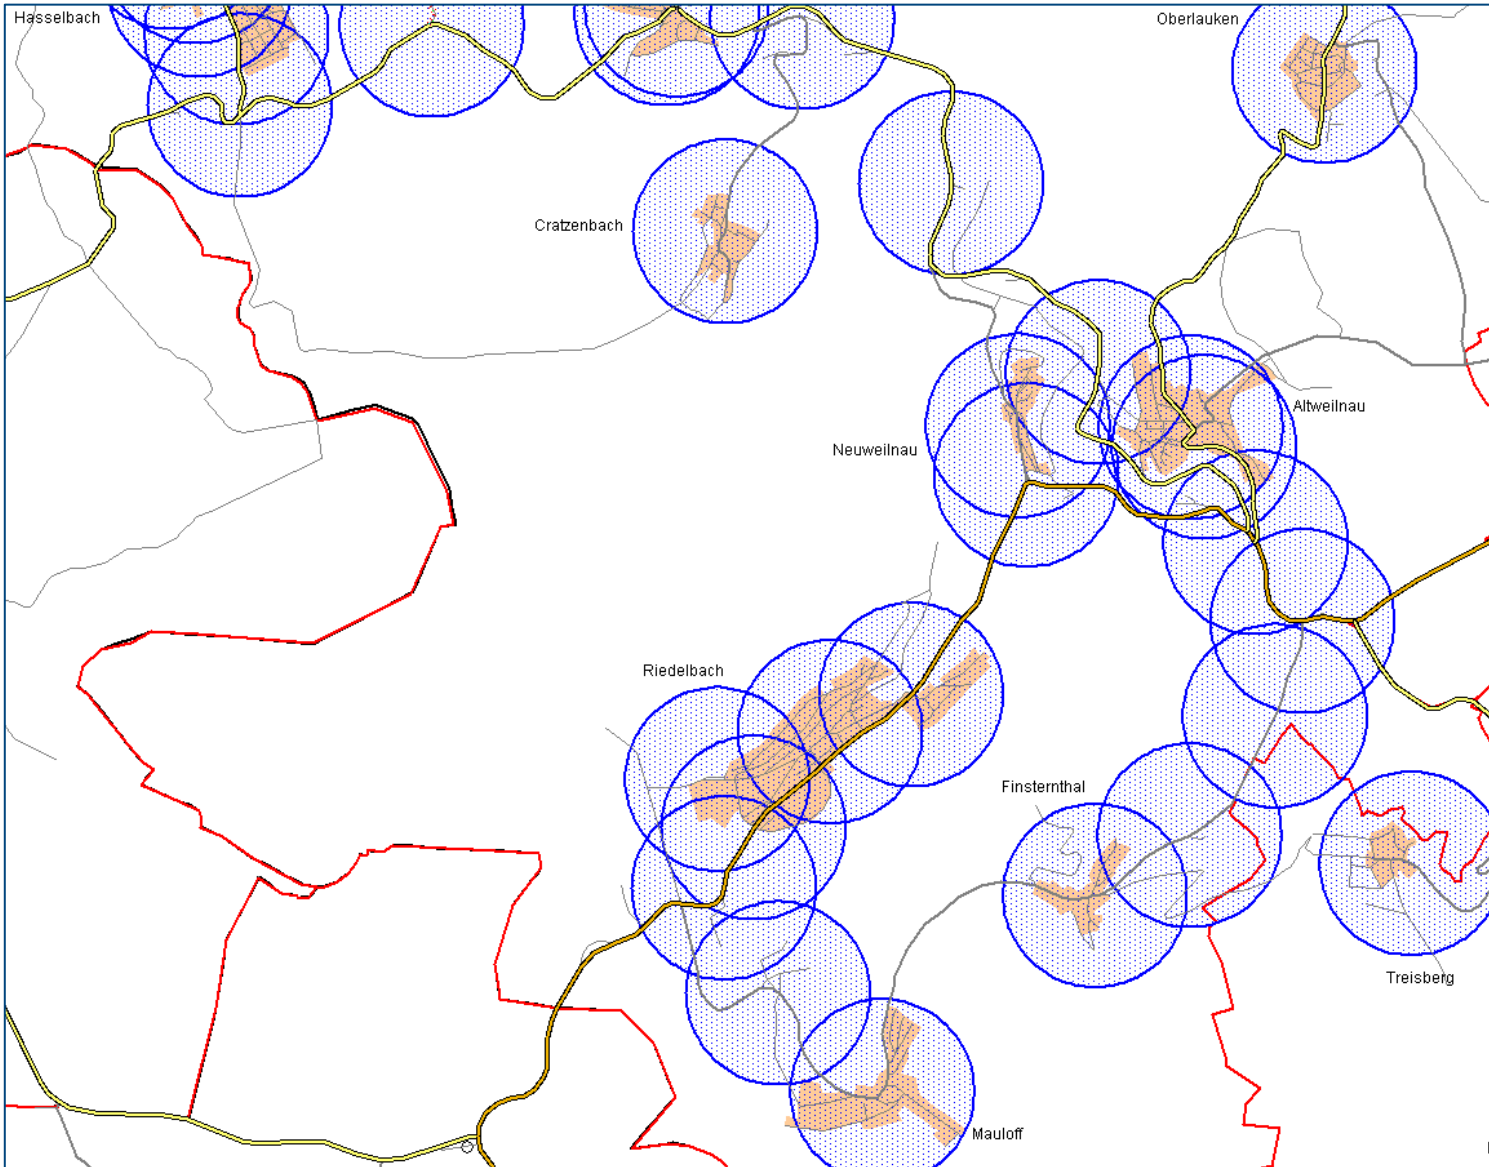 Hasselbach
Oberlauken
Cratzenbach
Altweilnau
Neuweilnau
Riedelbach
Finsternthal
Treisberg
Mauloff